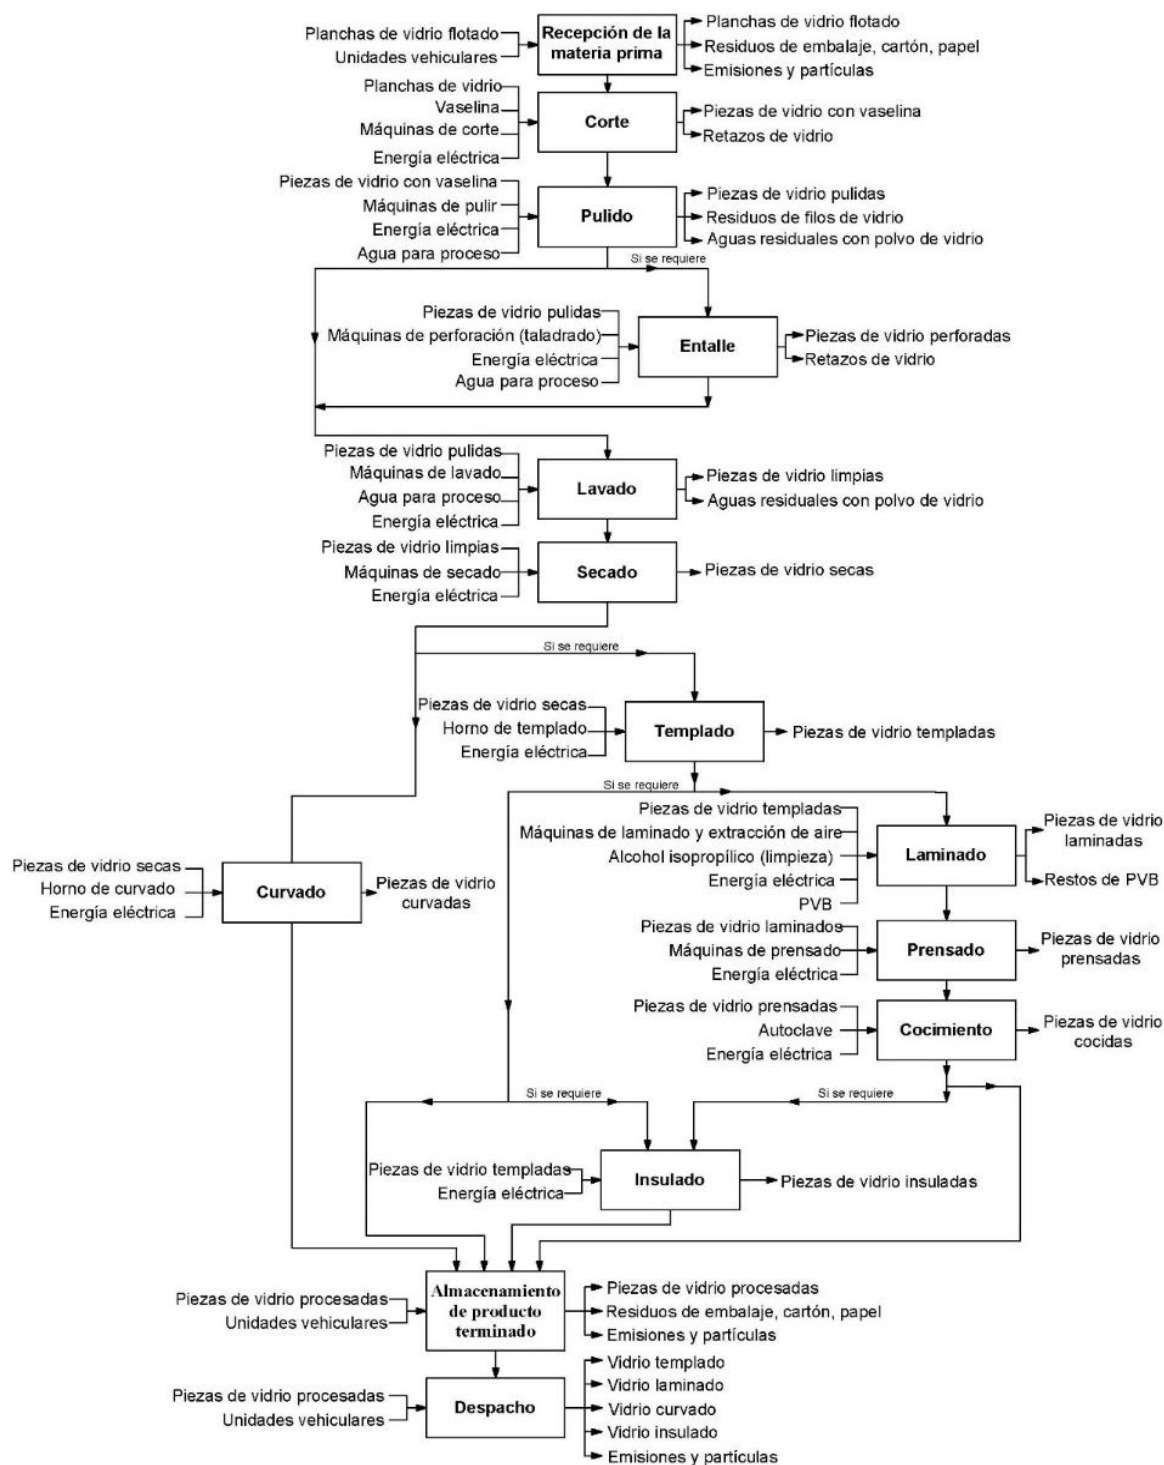 Planchas de vidrio flotado
Unidades vehiculares
Recepción de la
materia prima
Planchas de vidrio flotado
Residuos de embalaje, cartón, papel
Emisiones y partículas
Planchas de vidrio
Vaselina
Máquinas de corte
Energía eléctrica
Corte
Piezas de vidrio con vaselina
Retazos de vidrio
Piezas de vidrio con vaselina
Máquinas de pulir
Energía eléctrica
Agua para proceso
Pulido
Piezas de vidrio pulidas
Residuos de filos de vidrio
Aguas residuales con polvo de vidrio
Si se requiere
Piezas de vidrio pulidas
Máquinas de perforación (taladrado)
Energía eléctrica
Agua para proceso
Entalle
Piezas de vidrio perforadas
Retazos de vidrio
Piezas de vidrio pulidas
Máquinas de lavado
Agua para proceso
Energía eléctrica
Lavado
Piezas de vidrio limpias
Aguas residuales con polvo de vidrio
Piezas de vidrio limpias
Máquinas de secado
Energía eléctrica
Secado
Piezas de vidrio secas
Si se requiere
Piezas de vidrio secas
Horno de templado
Energía eléctrica
Templado
Piezas de vidrio templadas
Si se requiere
Piezas de vidrio templadas
Máquinas de laminado y extracción de aire
Alcohol isopropílico (limpieza)
Energía eléctrica
PVB
Laminado
Piezas de vidrio
laminadas
Restos de PVB
Piezas de vidrio secas
Horno de curvado
Energía eléctrica
Curvado
Piezas de vidrio
curvadas
Piezas de vidrio laminados
Máquinas de prensado
Energía eléctrica
Prensado
Piezas de vidrio
prensadas
Piezas de vidrio prensadas
Autoclave
Energía eléctrica
Cocimiento
Piezas de vidrio
cocidas
Si se requiere
Si se requiere
Piezas de vidrio templadas
Energía eléctrica
Insulado
Piezas de vidrio insuladas
Piezas de vidrio procesadas
Unidades vehiculares
Almacenamiento
de producto
terminado
Piezas de vidrio procesadas
Residuos de embalaje, cartón, papel
Emisiones y partículas
Piezas de vidrio procesadas
Unidades vehiculares
Despacho
Vidrio templado
Vidrio laminado
Vidrio curvado
Vidrio insulado
Emisiones y partículas